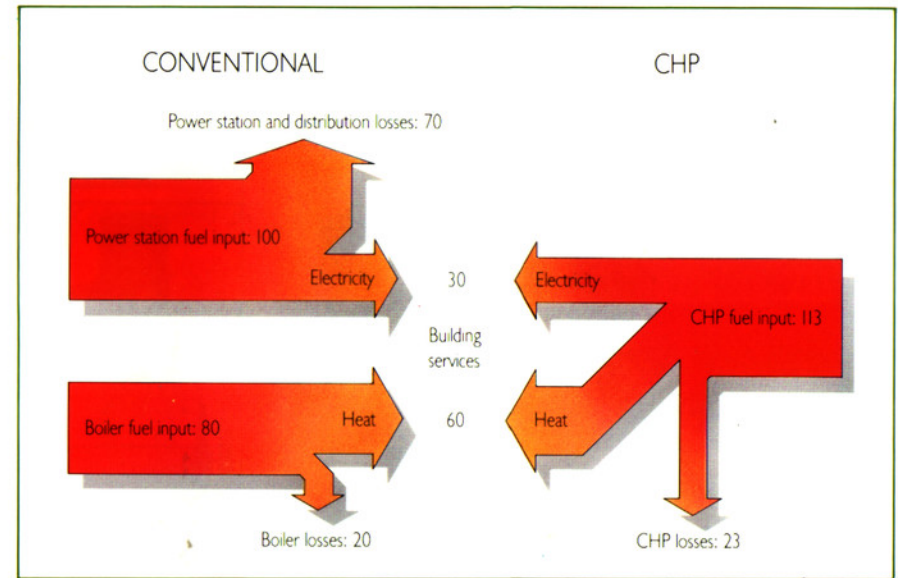 CONVENTIONAL
Power station and distribution losses: 70
Power station fuel input: 100
Electricity
Boiler fuel input: 80
Heat
Boiler losses: 20
30
Building
services
60
CHP
Electricity
CHP fuel input: 113
Heat
CHP losses: 23